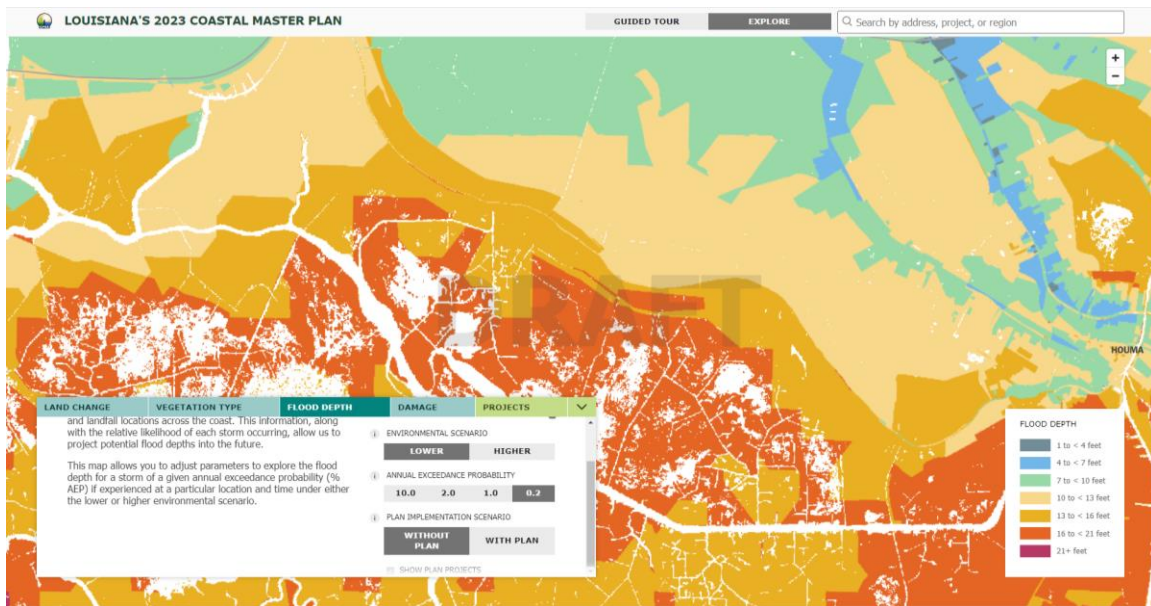 LOUISIANA'S 2023 COASTAL MASTER PLAN
GUIDED TOUR
EXPLORE
Search by address, project, or region
+
−
DRAFT
HOUMA
LAND CHANGE
VEGETATION TYPE
FLOOD DEPTH
DAMAGE
PROJECTS
and landfall locations across the coast. This information, along
with the relative likelihood of each storm occurring, allow us to
project potential flood depths into the future.
This map allows you to adjust parameters to explore the flood
depth for a storm of a given annual exceedance probability (%
AEP) if experienced at a particular location and time under either
the lower or higher environmental scenario.
i ENVIRONMENTAL SCENARIO
LOWER
HIGHER
i ANNUAL EXCEEDANCE PROBABILITY
10.0 2.0 1.0 0.2
i PLAN IMPLEMENTATION SCENARIO
WITHOUT
PLAN
WITH PLAN
SHOW PLAN PROJECTS
FLOOD DEPTH
1 to < 4 feet
4 to < 7 feet
7 to < 10 feet
10 to < 13 feet
13 to < 16 feet
16 to < 21 feet
21+ feet